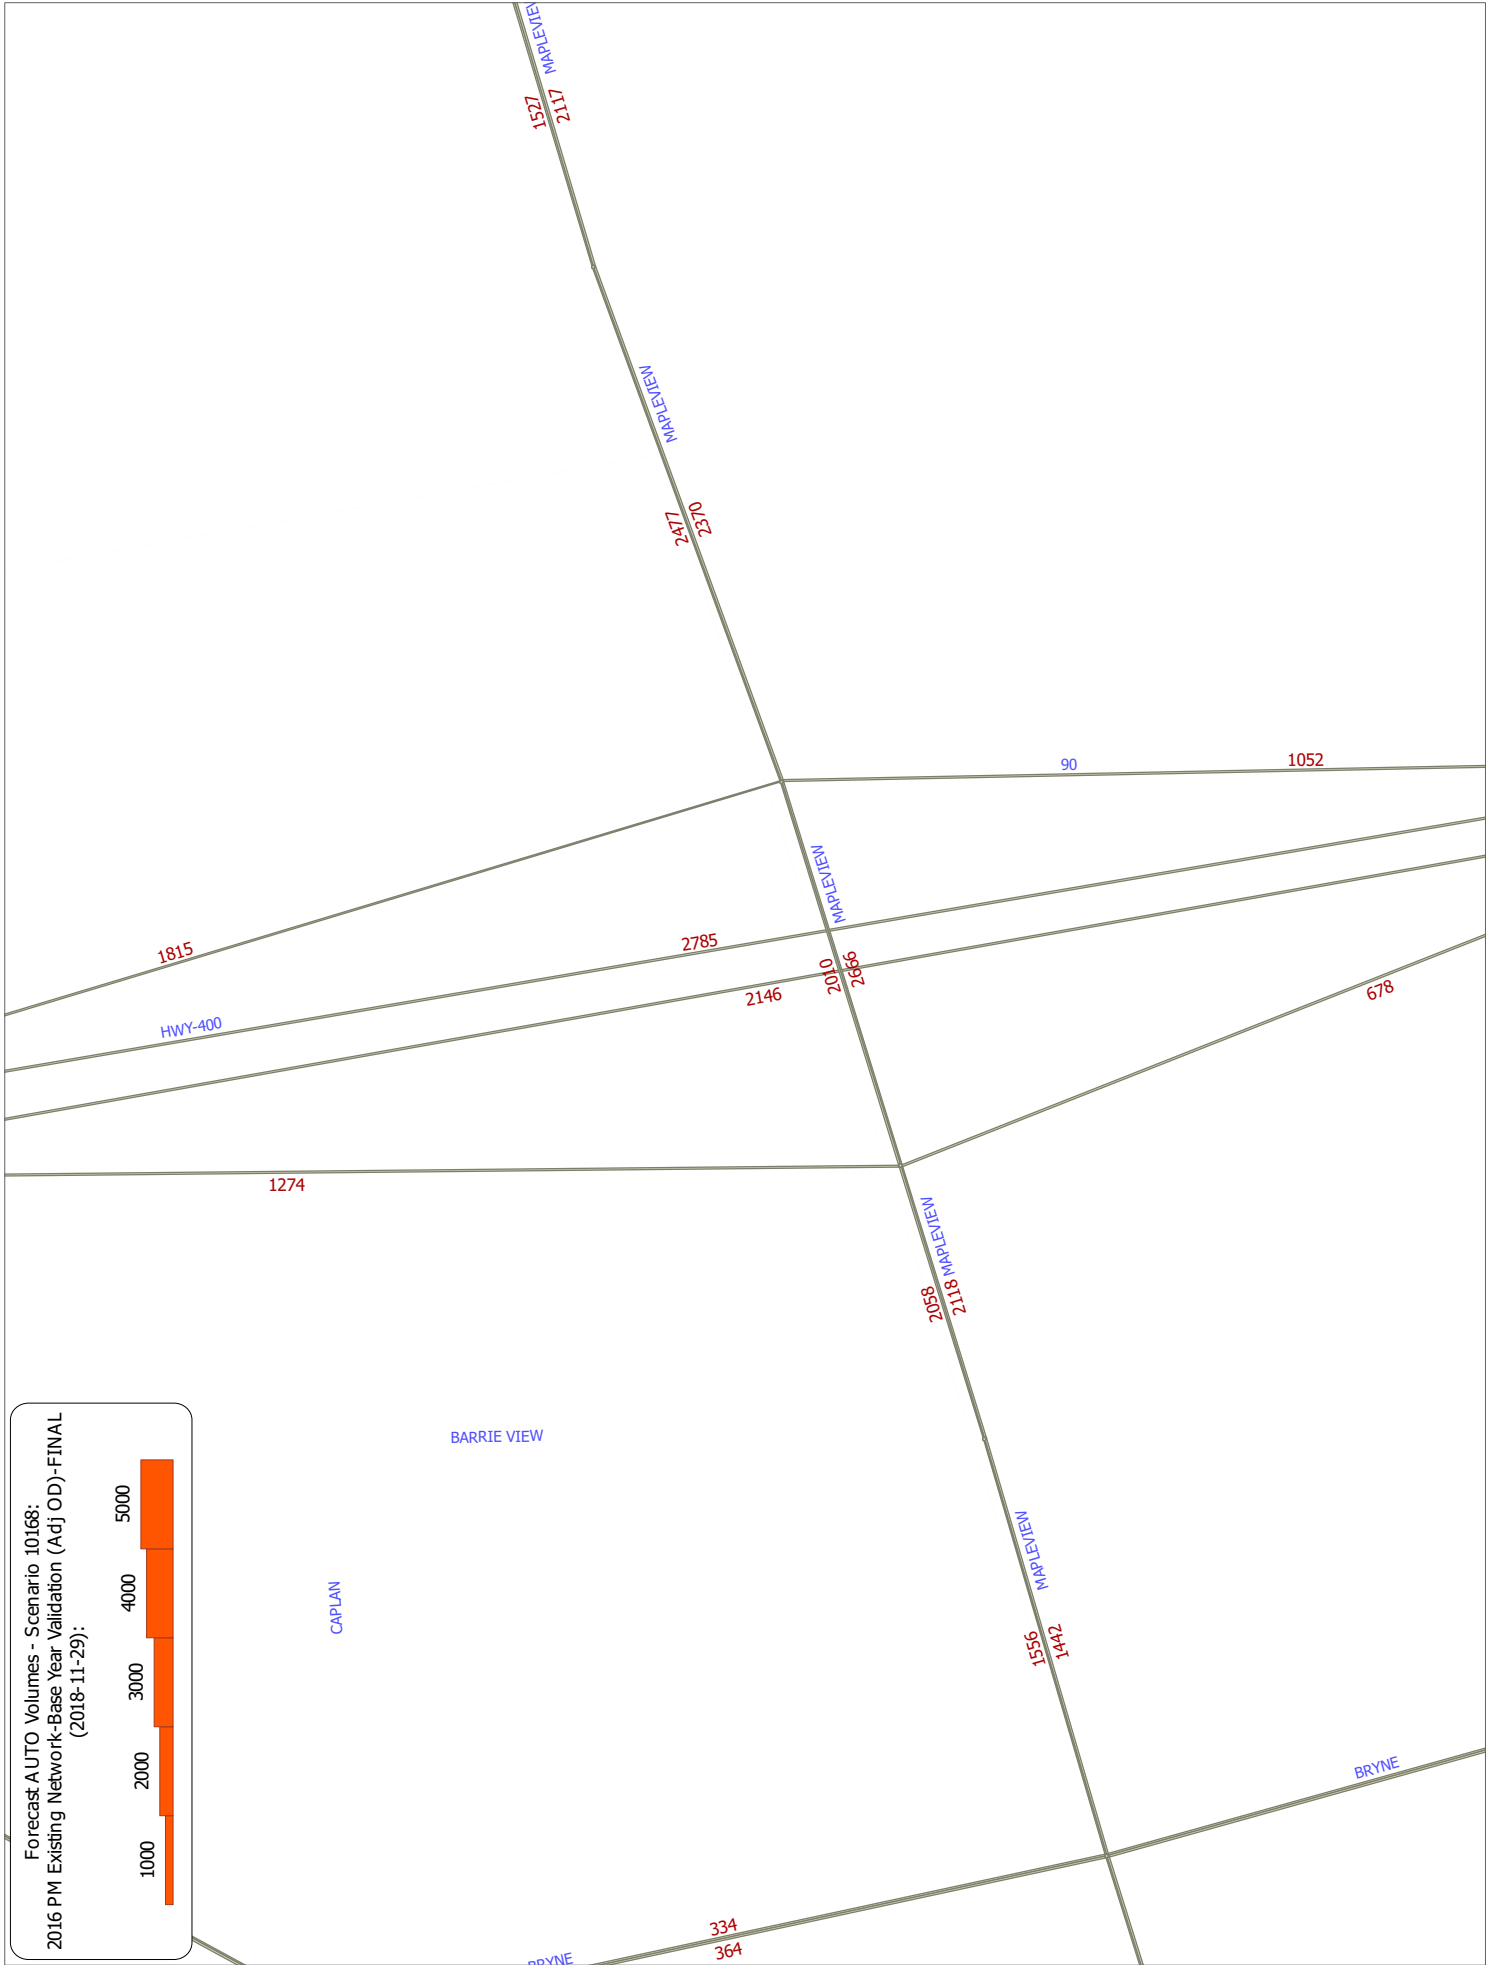 MAPLEVIEW
1527
2117
MAPLEVIEW
2477
2370
90
1052
MAPLEVIEW
1815
2785
2010
2666
2146
678
HWY-400
1274
MAPLEVIEW
2058
2118
BARRIE VIEW
MAPLEVIEW
CAPLAN
1556
1442
BRYNE
334
364
BRYNE
Forecast AUTO Volumes - Scenario 10168:
2016 PM Existing Network-Base Year Validation (Adj OD)-FINAL
(2018-11-29):
1000
2000
3000
4000
5000